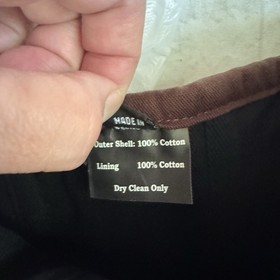 MADE IN
Outer Shell: 100% Cotton
Lining 100% Cotton
Dry Clean Only